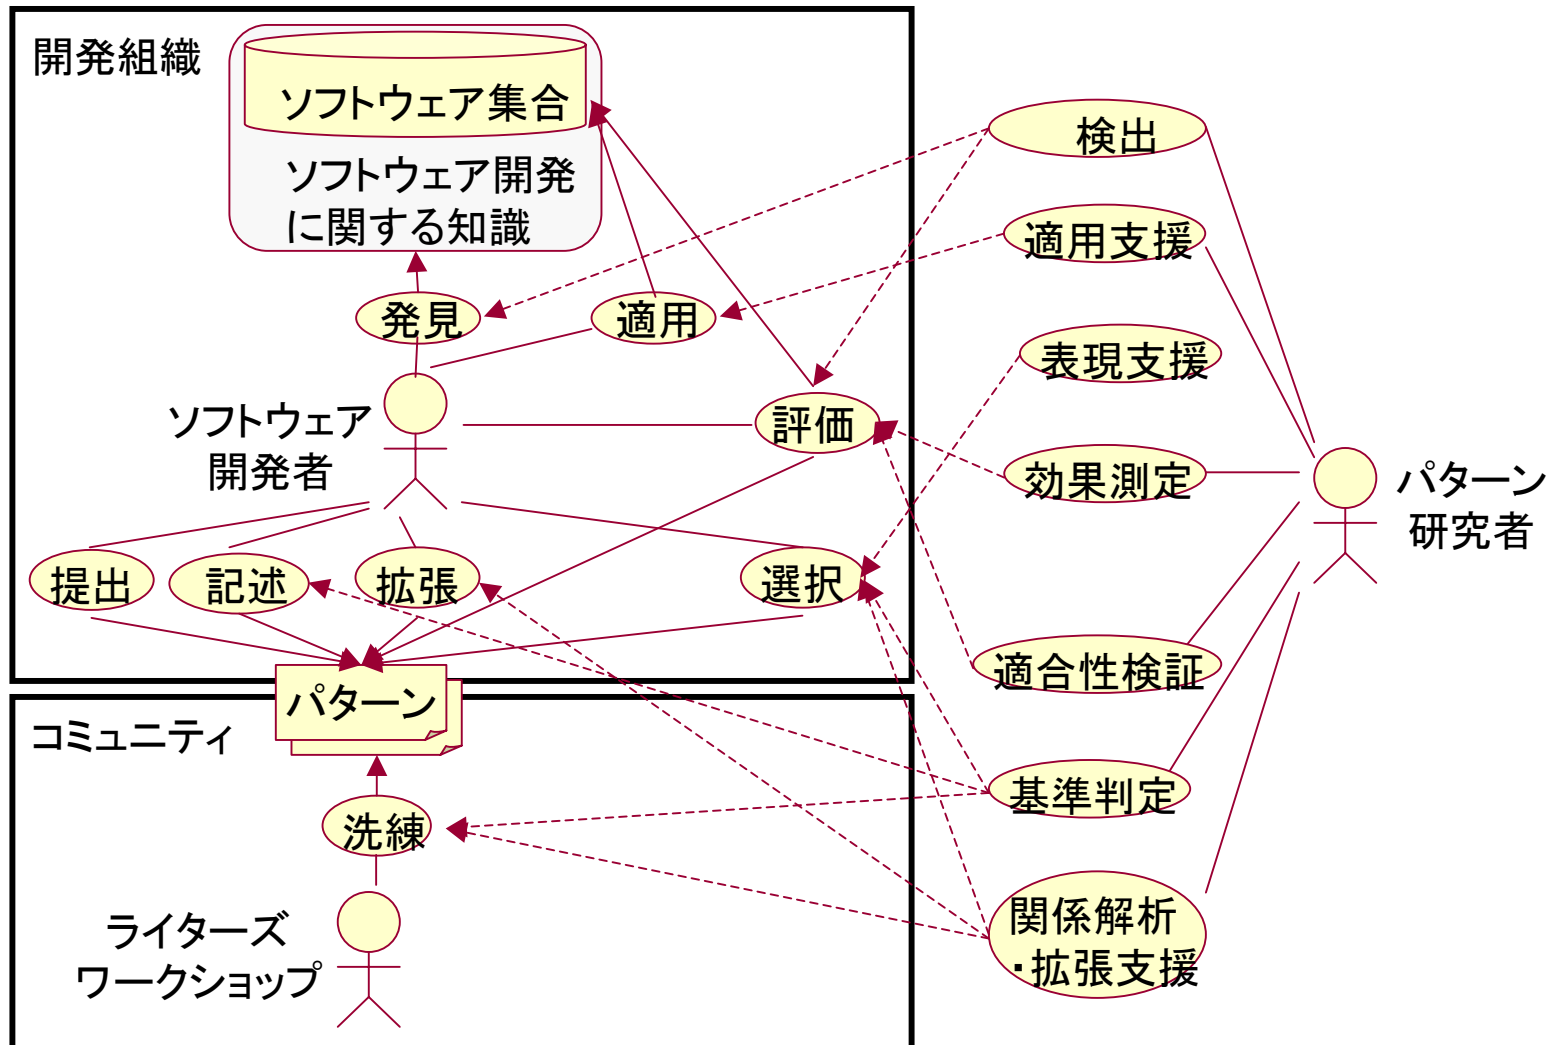 開発組織
ソフトウェア集合
ソフトウェア開発
に関する知識
発見
適用
ソフトウェア
開発者
評価
提出
記述
拡張
選択
パターン
コミュニティ
洗練
ライターズ
ワークショップ
検出
適用支援
表現支援
効果測定
適合性検証
基準判定
関係解析
・拡張支援
パターン
研究者